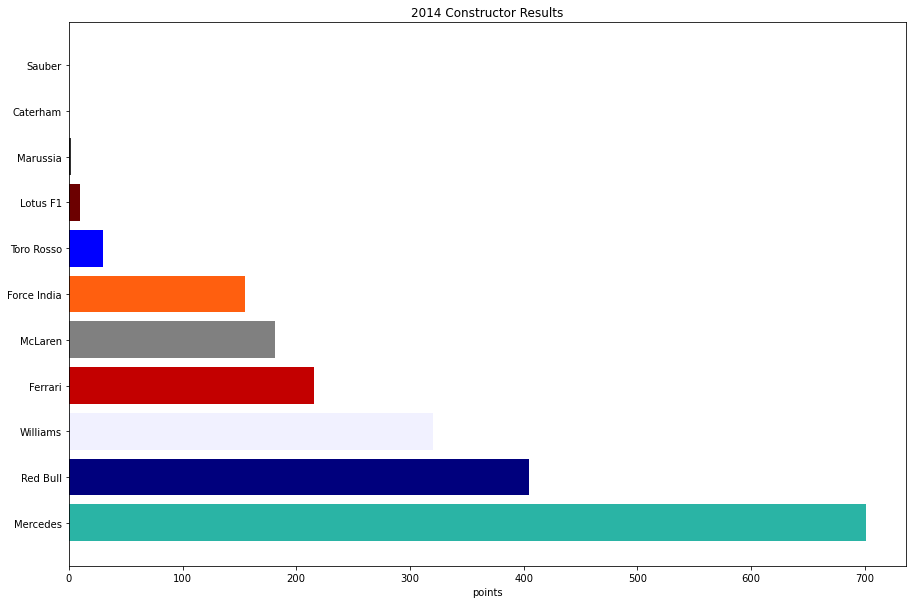 2014 Constructor Results
Sauber
Caterham
Marussia
Lotus F1
Toro Rosso
Force India
McLaren
Ferrari
Williams
Red Bull
Mercedes
0 100 200 300 400 500 600 700
points